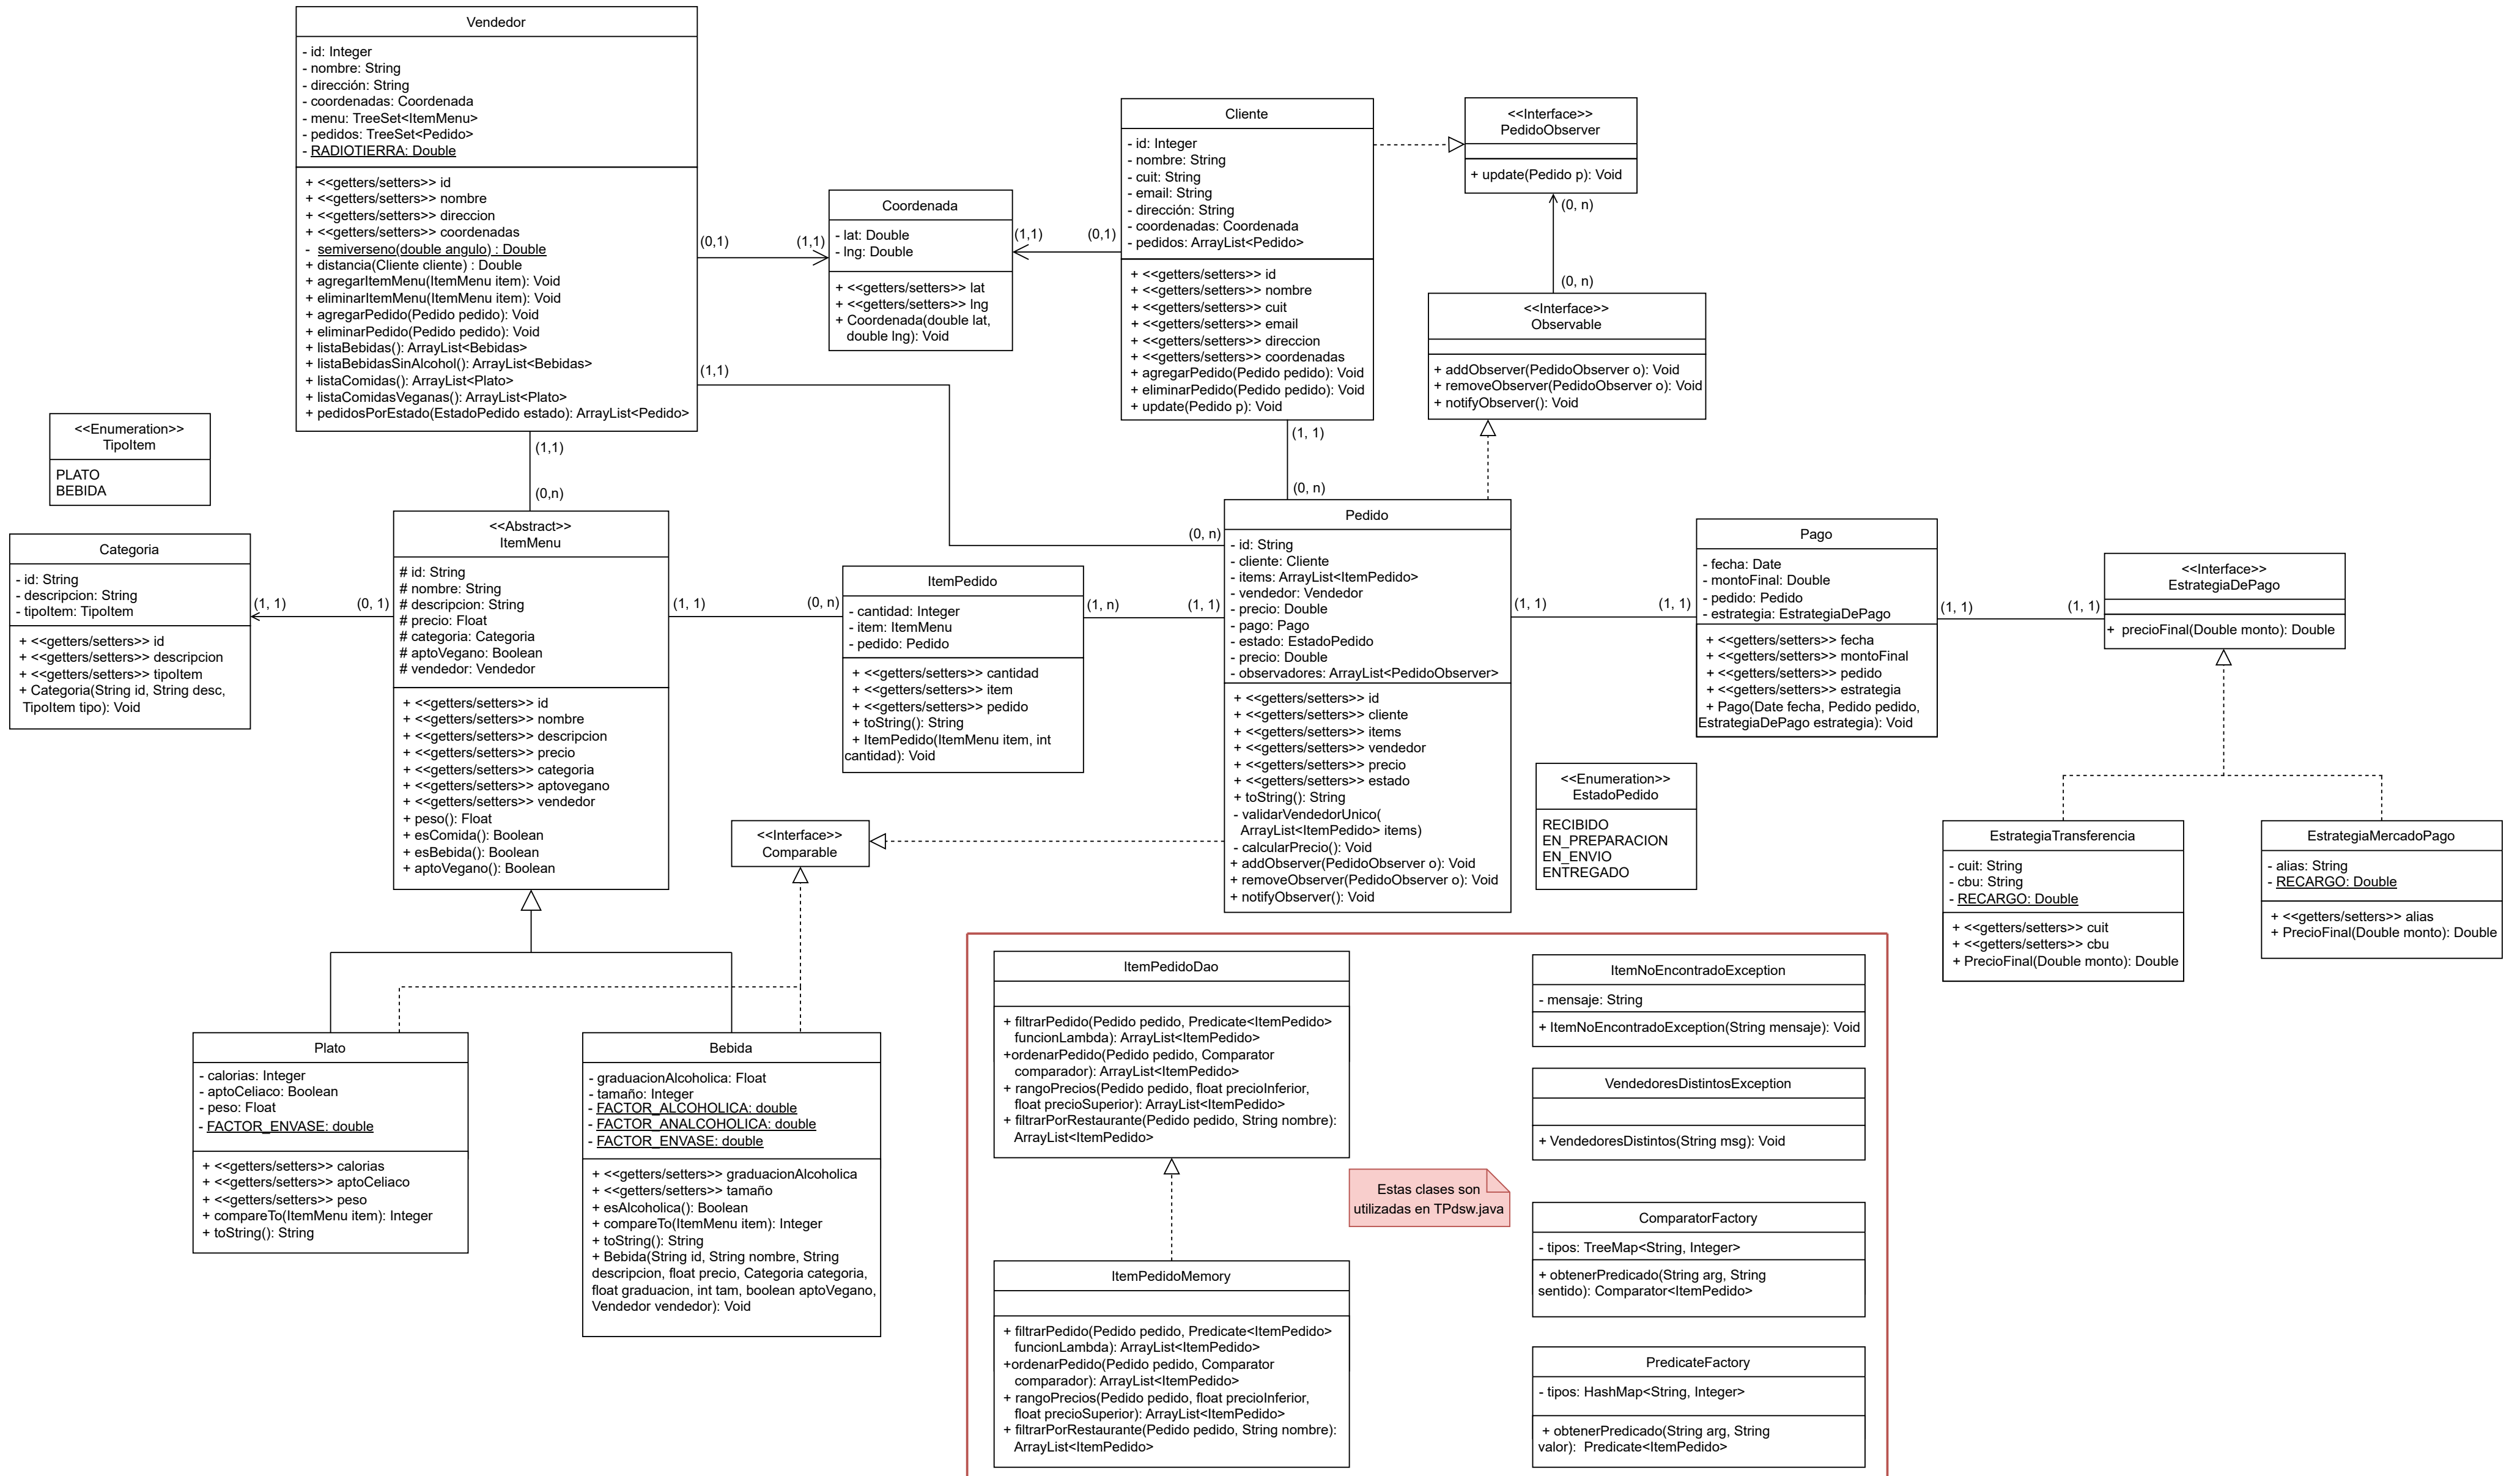 Vendedor
- id: Integer
- nombre: String
- dirección: String
- coordenadas: Coordenada
- menu: TreeSet<ItemMenu>
- pedidos: TreeSet<Pedido>
- RADIOTIERRA: Double
+ <<getters/setters>> id
+ <<getters/setters>> nombre
+ <<getters/setters>> direccion
+ <<getters/setters>> coordenadas
- semiverseno(double angulo) : Double
+ distancia(Cliente cliente) : Double
+ agregarItemMenu(ItemMenu item): Void
+ eliminarItemMenu(ItemMenu item): Void
+ agregarPedido(Pedido pedido): Void
+ eliminarPedido(Pedido pedido): Void
+ listaBebidas(): ArrayList<Bebidas>
+ listaBebidasSinAlcohol(): ArrayList<Bebidas>
+ listaComidas(): ArrayList<Plato>
+ listaComidasVeganas(): ArrayList<Plato>
+ pedidosPorEstado(EstadoPedido estado): ArrayList<Pedido>
(0,1)
(1,1)
Coordenada
- lat: Double
- lng: Double
+ <<getters/setters>> lat
+ <<getters/setters>> lng
+ Coordenada(double lat,
double lng): Void
(1,1)
(0,1)
Cliente
- id: Integer
- nombre: String
- cuit: String
- email: String
- dirección: String
- coordenadas: Coordenada
- pedidos: ArrayList<Pedido>
+ <<getters/setters>> id
+ <<getters/setters>> nombre
+ <<getters/setters>> cuit
+ <<getters/setters>> email
+ <<getters/setters>> direccion
+ <<getters/setters>> coordenadas
+ agregarPedido(Pedido pedido): Void
+ eliminarPedido(Pedido pedido): Void
+ update(Pedido p): Void
<<Interface>>
PedidoObserver
+ update(Pedido p): Void
(0, n)
(0, n)
<<Interface>>
Observable
+ addObserver(PedidoObserver o): Void
+ removeObserver(PedidoObserver o): Void
+ notifyObserver(): Void
(1,1)
(0, n)
(1, 1)
(0, n)
(1,1)
(0,n)
<<Enumeration>>
TipoItem
PLATO
BEBIDA
Categoria
- id: String
- descripcion: String
- tipoItem: TipoItem
+ <<getters/setters>> id
+ <<getters/setters>> descripcion
+ <<getters/setters>> tipoItem
+ Categoria(String id, String desc,
TipoItem tipo): Void
(1, 1)
(0, 1)
<<Abstract>>
ItemMenu
# id: String
# nombre: String
# descripcion: String
# precio: Float
# categoria: Categoria
# aptoVegano: Boolean
# vendedor: Vendedor
+ <<getters/setters>> id
+ <<getters/setters>> nombre
+ <<getters/setters>> descripcion
+ <<getters/setters>> precio
+ <<getters/setters>> categoria
+ <<getters/setters>> aptovegano
+ <<getters/setters>> vendedor
+ peso(): Float
+ esComida(): Boolean
+ esBebida(): Boolean
+ aptoVegano(): Boolean
(1, 1)
(0, n)
ItemPedido
- cantidad: Integer
- item: ItemMenu
- pedido: Pedido
+ <<getters/setters>> cantidad
+ <<getters/setters>> item
+ <<getters/setters>> pedido
+ toString(): String
+ ItemPedido(ItemMenu item, int
cantidad): Void
(1, n)
(1, 1)
Pedido
- id: String
- cliente: Cliente
- items: ArrayList<ItemPedido>
- vendedor: Vendedor
- precio: Double
- pago: Pago
- estado: EstadoPedido
- precio: Double
- observadores: ArrayList<PedidoObserver>
+ <<getters/setters>> id
+ <<getters/setters>> cliente
+ <<getters/setters>> items
+ <<getters/setters>> vendedor
+ <<getters/setters>> precio
+ <<getters/setters>> estado
+ toString(): String
- validarVendedorUnico(
ArrayList<ItemPedido> items)
- calcularPrecio(): Void
+ addObserver(PedidoObserver o): Void
+ removeObserver(PedidoObserver o): Void
+ notifyObserver(): Void
(1, 1)
(1, 1)
Pago
- fecha: Date
- montoFinal: Double
- pedido: Pedido
- estrategia: EstrategiaDePago
+ <<getters/setters>> fecha
+ <<getters/setters>> montoFinal
+ <<getters/setters>> pedido
+ <<getters/setters>> estrategia
+ Pago(Date fecha, Pedido pedido,
EstrategiaDePago estrategia): Void
(1, 1)
(1, 1)
<<Interface>>
EstrategiaDePago
+ precioFinal(Double monto): Double
<<Enumeration>>
EstadoPedido
RECIBIDO
EN_PREPARACION
EN_ENVIO
ENTREGADO
<<Interface>>
Comparable
EstrategiaTransferencia
- cuit: String
- cbu: String
- RECARGO: Double
+ <<getters/setters>> cuit
+ <<getters/setters>> cbu
+ PrecioFinal(Double monto): Double
EstrategiaMercadoPago
- alias: String
- RECARGO: Double
+ <<getters/setters>> alias
+ PrecioFinal(Double monto): Double
Plato
- calorias: Integer
- aptoCeliaco: Boolean
- peso: Float
- FACTOR_ENVASE: double
+ <<getters/setters>> calorias
+ <<getters/setters>> aptoCeliaco
+ <<getters/setters>> peso
+ compareTo(ItemMenu item): Integer
+ toString(): String
Bebida
- graduacionAlcoholica: Float
- tamaño: Integer
- FACTOR_ALCOHOLICA: double
- FACTOR_ANALCOHOLICA: double
- FACTOR_ENVASE: double
+ <<getters/setters>> graduacionAlcoholica
+ <<getters/setters>> tamaño
+ esAlcoholica(): Boolean
+ compareTo(ItemMenu item): Integer
+ toString(): String
+ Bebida(String id, String nombre, String
descripcion, float precio, Categoria categoria,
float graduacion, int tam, boolean aptoVegano,
Vendedor vendedor): Void
ItemPedidoDao
+ filtrarPedido(Pedido pedido, Predicate<ItemPedido>
funcionLambda): ArrayList<ItemPedido>
+ordenarPedido(Pedido pedido, Comparator
comparador): ArrayList<ItemPedido>
+ rangoPrecios(Pedido pedido, float precioInferior,
float precioSuperior): ArrayList<ItemPedido>
+ filtrarPorRestaurante(Pedido pedido, String nombre):
ArrayList<ItemPedido>
ItemPedidoMemory
+ filtrarPedido(Pedido pedido, Predicate<ItemPedido>
funcionLambda): ArrayList<ItemPedido>
+ordenarPedido(Pedido pedido, Comparator
comparador): ArrayList<ItemPedido>
+ rangoPrecios(Pedido pedido, float precioInferior,
float precioSuperior): ArrayList<ItemPedido>
+ filtrarPorRestaurante(Pedido pedido, String nombre):
ArrayList<ItemPedido>
Estas clases son
utilizadas en TPdsw.java
ItemNoEncontradoException
- mensaje: String
+ ItemNoEncontradoException(String mensaje): Void
VendedoresDistintosException
+ VendedoresDistintos(String msg): Void
ComparatorFactory
- tipos: TreeMap<String, Integer>
+ obtenerPredicado(String arg, String
sentido): Comparator<ItemPedido>
PredicateFactory
- tipos: HashMap<String, Integer>
+ obtenerPredicado(String arg, String
valor): Predicate<ItemPedido>